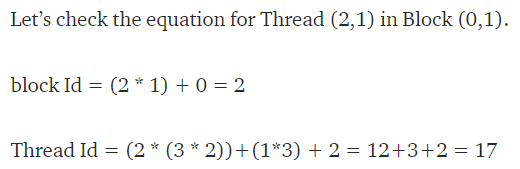 Let’s check the equation for Thread (2,1) in Block (0,1).
block Id = (2 * 1) + 0 = 2
Thread Id = (2 * (3 * 2))+(1*3) + 2 = 12+3+2 = 17